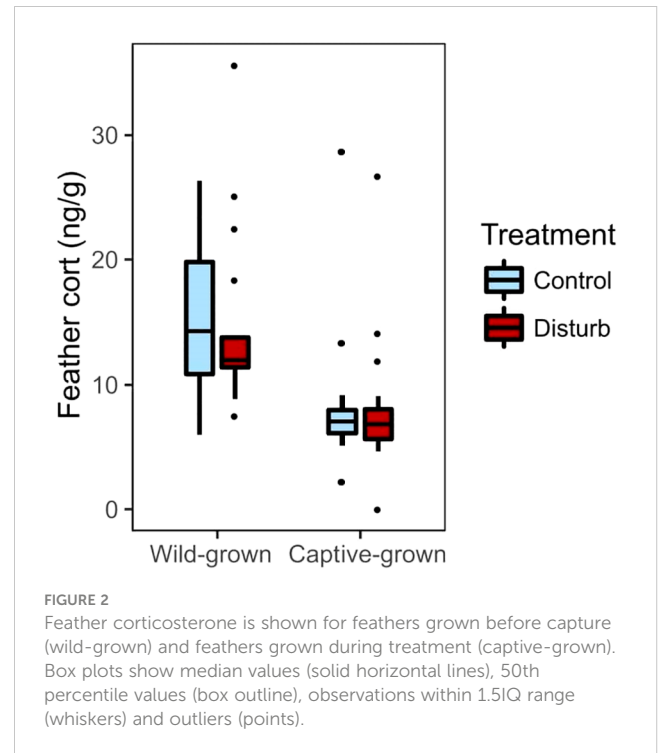 Feather cort (ng/g)
30
20
10
0
Wild-grown Captive-grown
Treatment
Control
Disturb
FIGURE 2
Feather corticosterone is shown for feathers grown before capture
(wild-grown) and feathers grown during treatment (captive-grown).
Box plots show median values (solid horizontal lines), 50th
percentile values (box outline), observations within 1.5IQ range
(whiskers) and outliers (points).